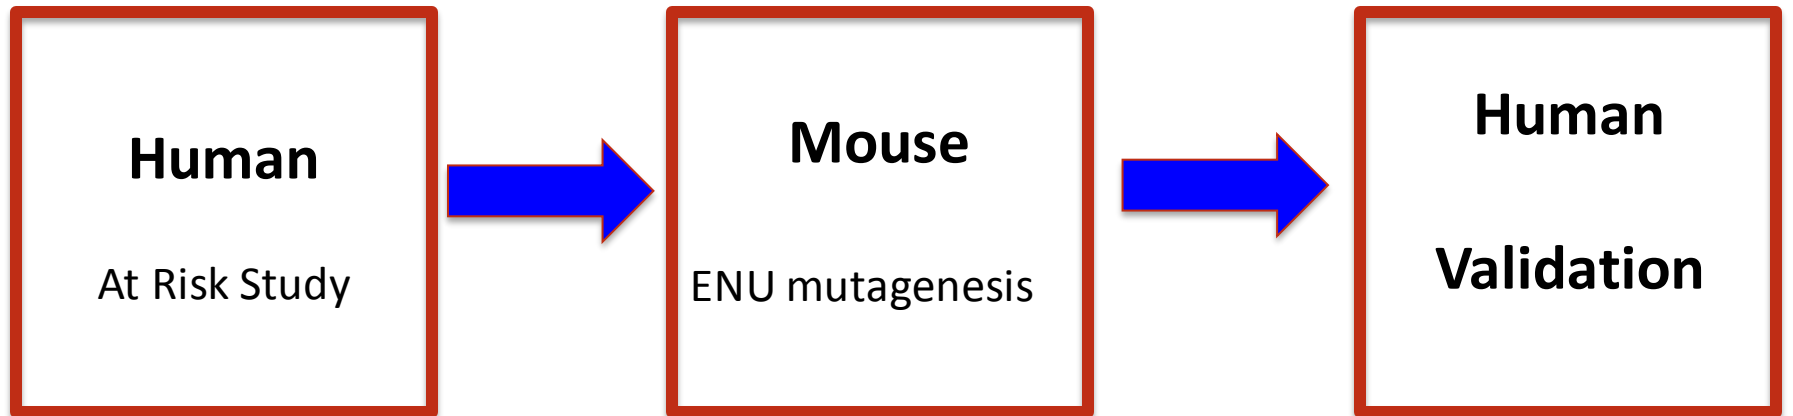 Human
At Risk Study
Mouse
ENU mutagenesis
Human
Validation